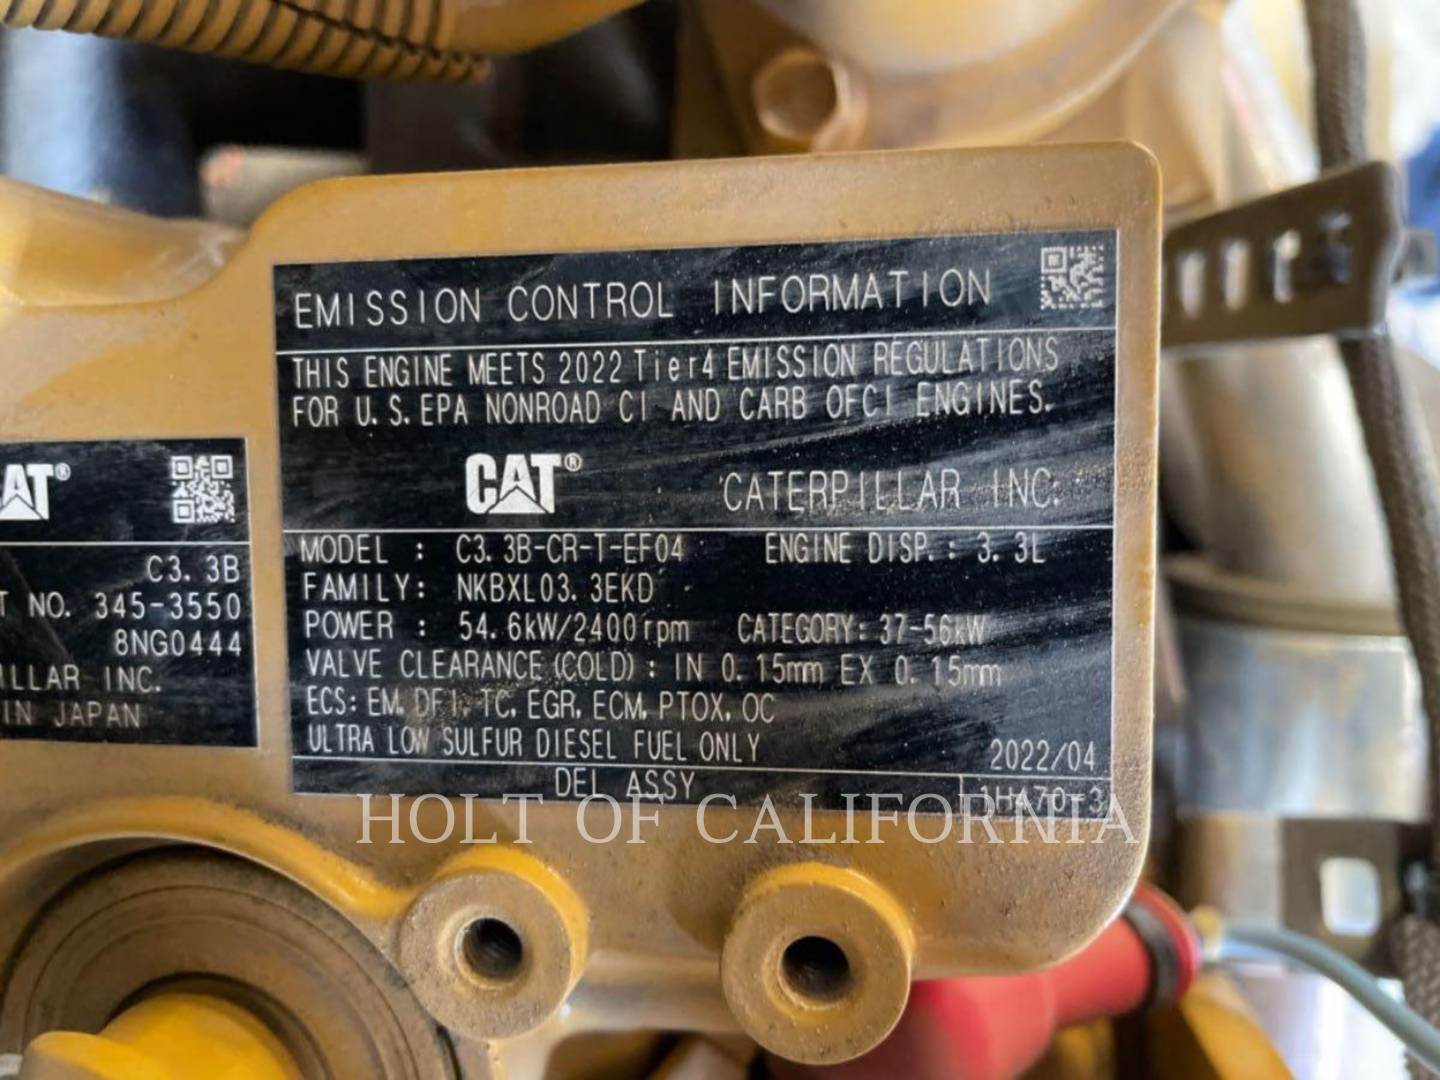 EMISSION CONTROL INFORMATION
THIS ENGINE MEETS 2022 Tier4 EMISSION REGULATIONS
FOR U.S.EPA NONROAD CI AND CARB OFCI ENGINES.
CAT® CATERPILLAR INC.
MODEL : C3.3B-CR-T-EF04 ENGINE DISP.: 3.3L
FAMILY: NKBXL03.3EKD
POWER : 54.6kW/2400rpm CATEGORY: 37-56kW
VALVE CLEARANCE(COLD): IN 0.15mm EX 0.15mm
ECS: EM, DFI, TC, EGR, ECM, PTOX, OC
ULTRA LOW SULFUR DIESEL FUEL ONLY 2022/04
DEL ASSY 1HA70-3
AT®
C3.3B
T NO. 345-3550
8NG0444
ILLAR INC.
IN JAPAN
HOLT OF CALIFORNIA